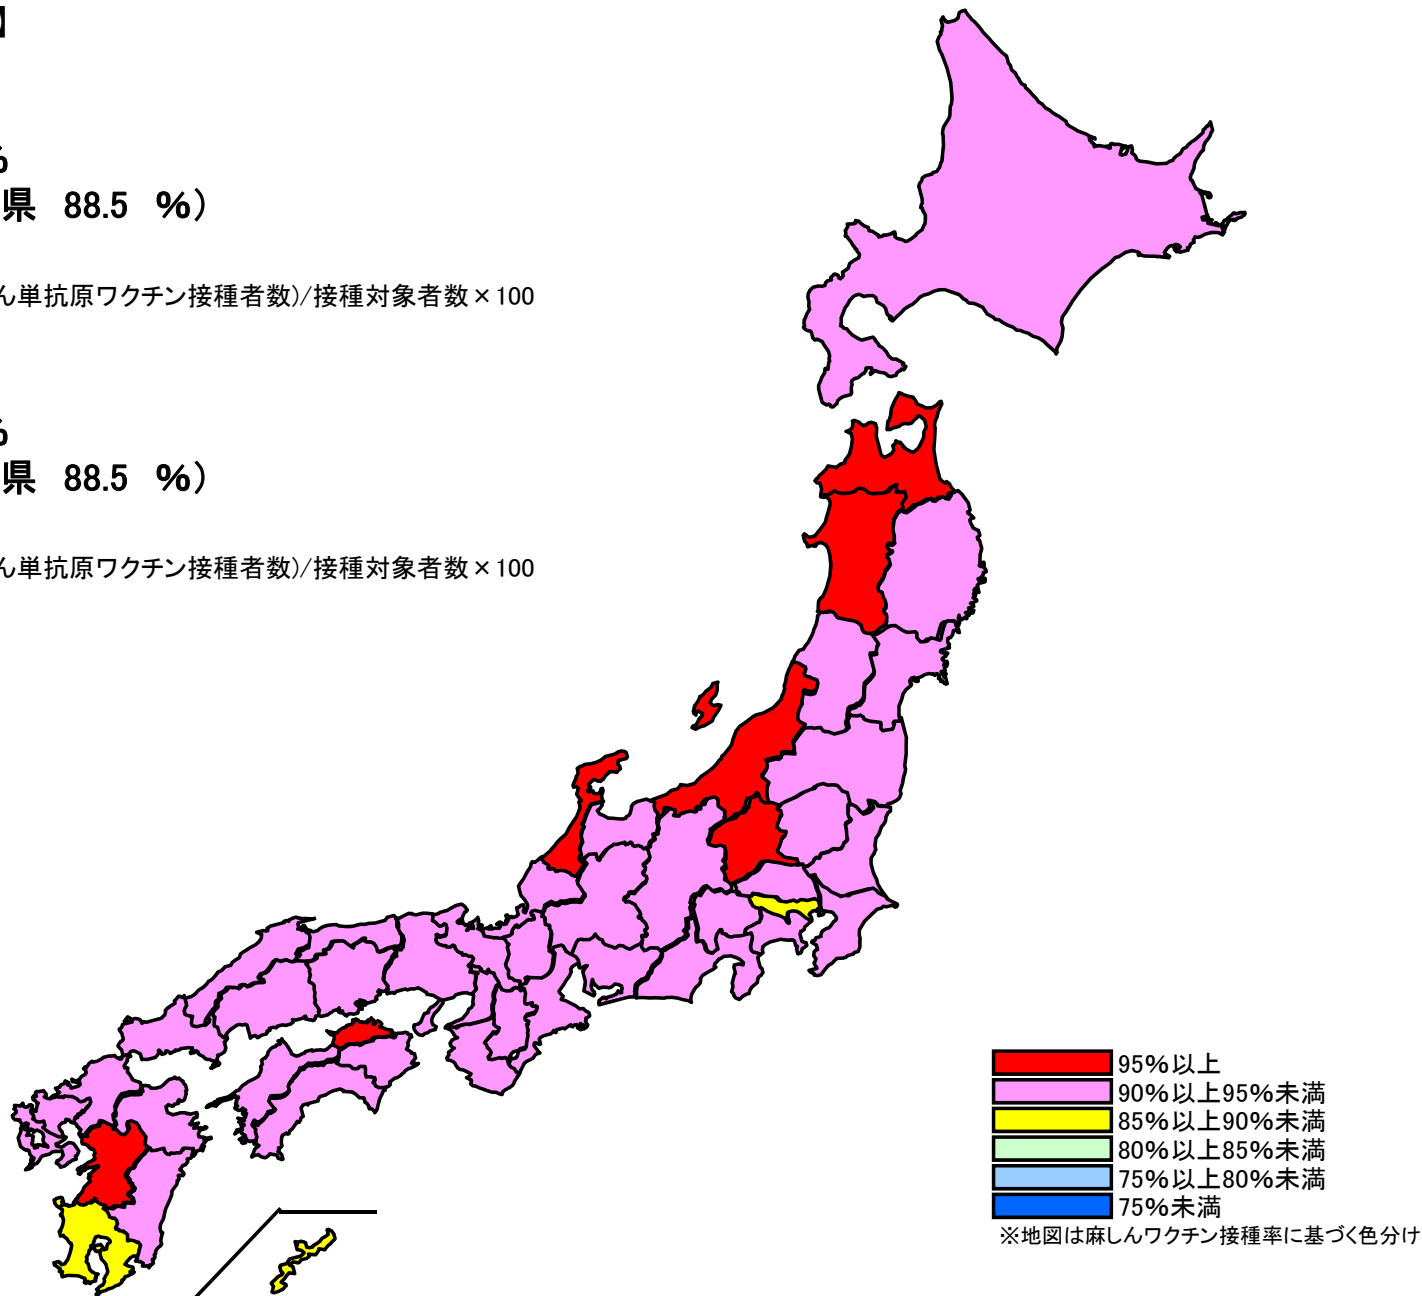 】
%
県 88.5 %）
ん単抗原ワクチン接種者数)/接種対象者数×100
%
県 88.5 %）
ん単抗原ワクチン接種者数)/接種対象者数×100
95%以上
90%以上95%未満
85%以上90%未満
80%以上85%未満
75%以上80%未満
75%未満
※地図は麻しんワクチン接種率に基づく色分け